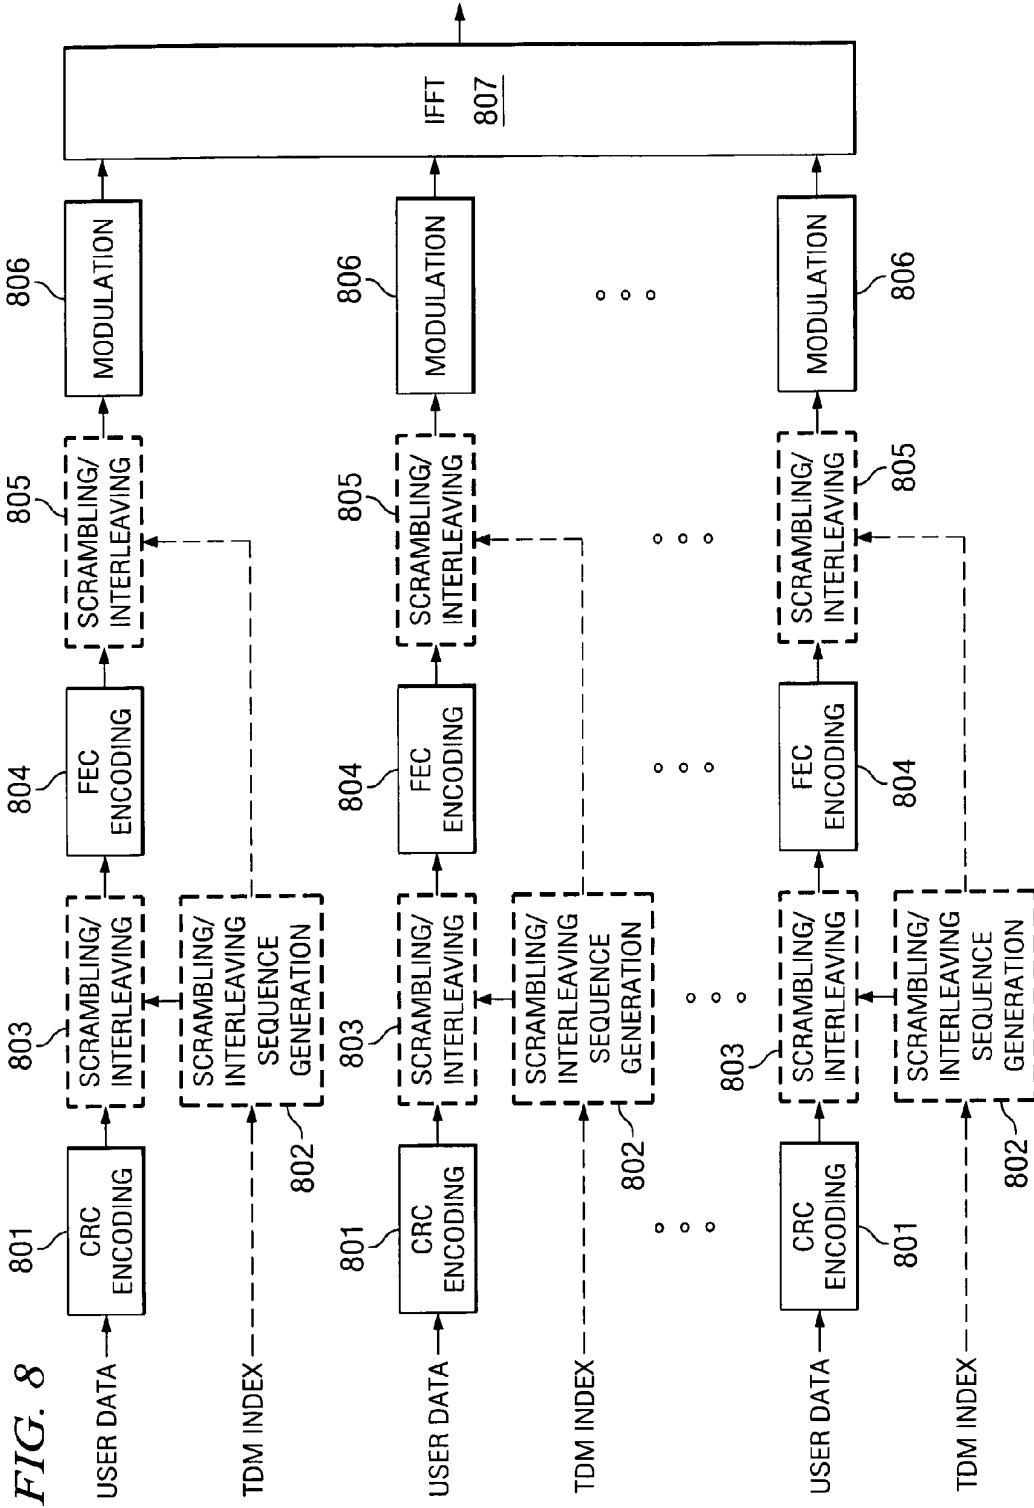 FIG. 8
USER DATA
801
CRC
ENCODING
803
SCRAMBLING/
INTERLEAVING
804
FEC
ENCODING
805
SCRAMBLING/
INTERLEAVING
806
MODULATION
TDM INDEX
802
SCRAMBLING/
INTERLEAVING
SEQUENCE
GENERATION
USER DATA
801
CRC
ENCODING
803
SCRAMBLING/
INTERLEAVING
804
FEC
ENCODING
805
SCRAMBLING/
INTERLEAVING
806
MODULATION
IFFT
807
TDM INDEX
802
SCRAMBLING/
INTERLEAVING
SEQUENCE
GENERATION
USER DATA
CRC
ENCODING
801
803
SCRAMBLING/
INTERLEAVING
FEC
ENCODING
804
SCRAMBLING/
INTERLEAVING
805
MODULATION
806
TDM INDEX
802
SCRAMBLING/
INTERLEAVING
SEQUENCE
GENERATION